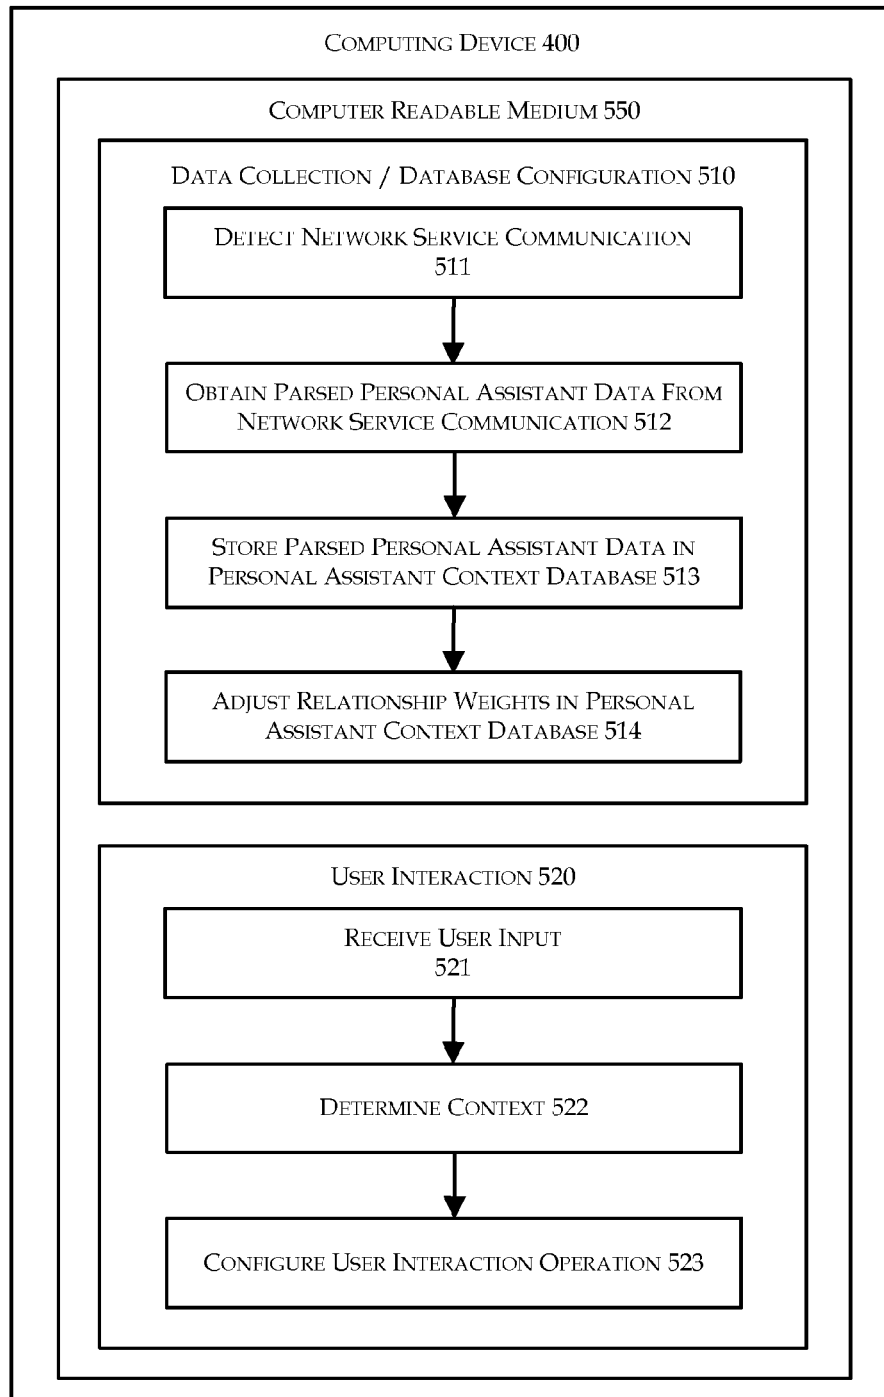 COMPUTING DEVICE 400
COMPUTER READABLE MEDIUM 550
DATA COLLECTION / DATABASE CONFIGURATION 510
DETECT NETWORK SERVICE COMMUNICATION
511
OBTAIN PARSED PERSONAL ASSISTANT DATA FROM
NETWORK SERVICE COMMUNICATION 512
STORE PARSED PERSONAL ASSISTANT DATA IN
PERSONAL ASSISTANT CONTEXT DATABASE 513
ADJUST RELATIONSHIP WEIGHTS IN PERSONAL
ASSISTANT CONTEXT DATABASE 514
USER INTERACTION 520
RECEIVE USER INPUT
521
DETERMINE CONTEXT 522
CONFIGURE USER INTERACTION OPERATION 523